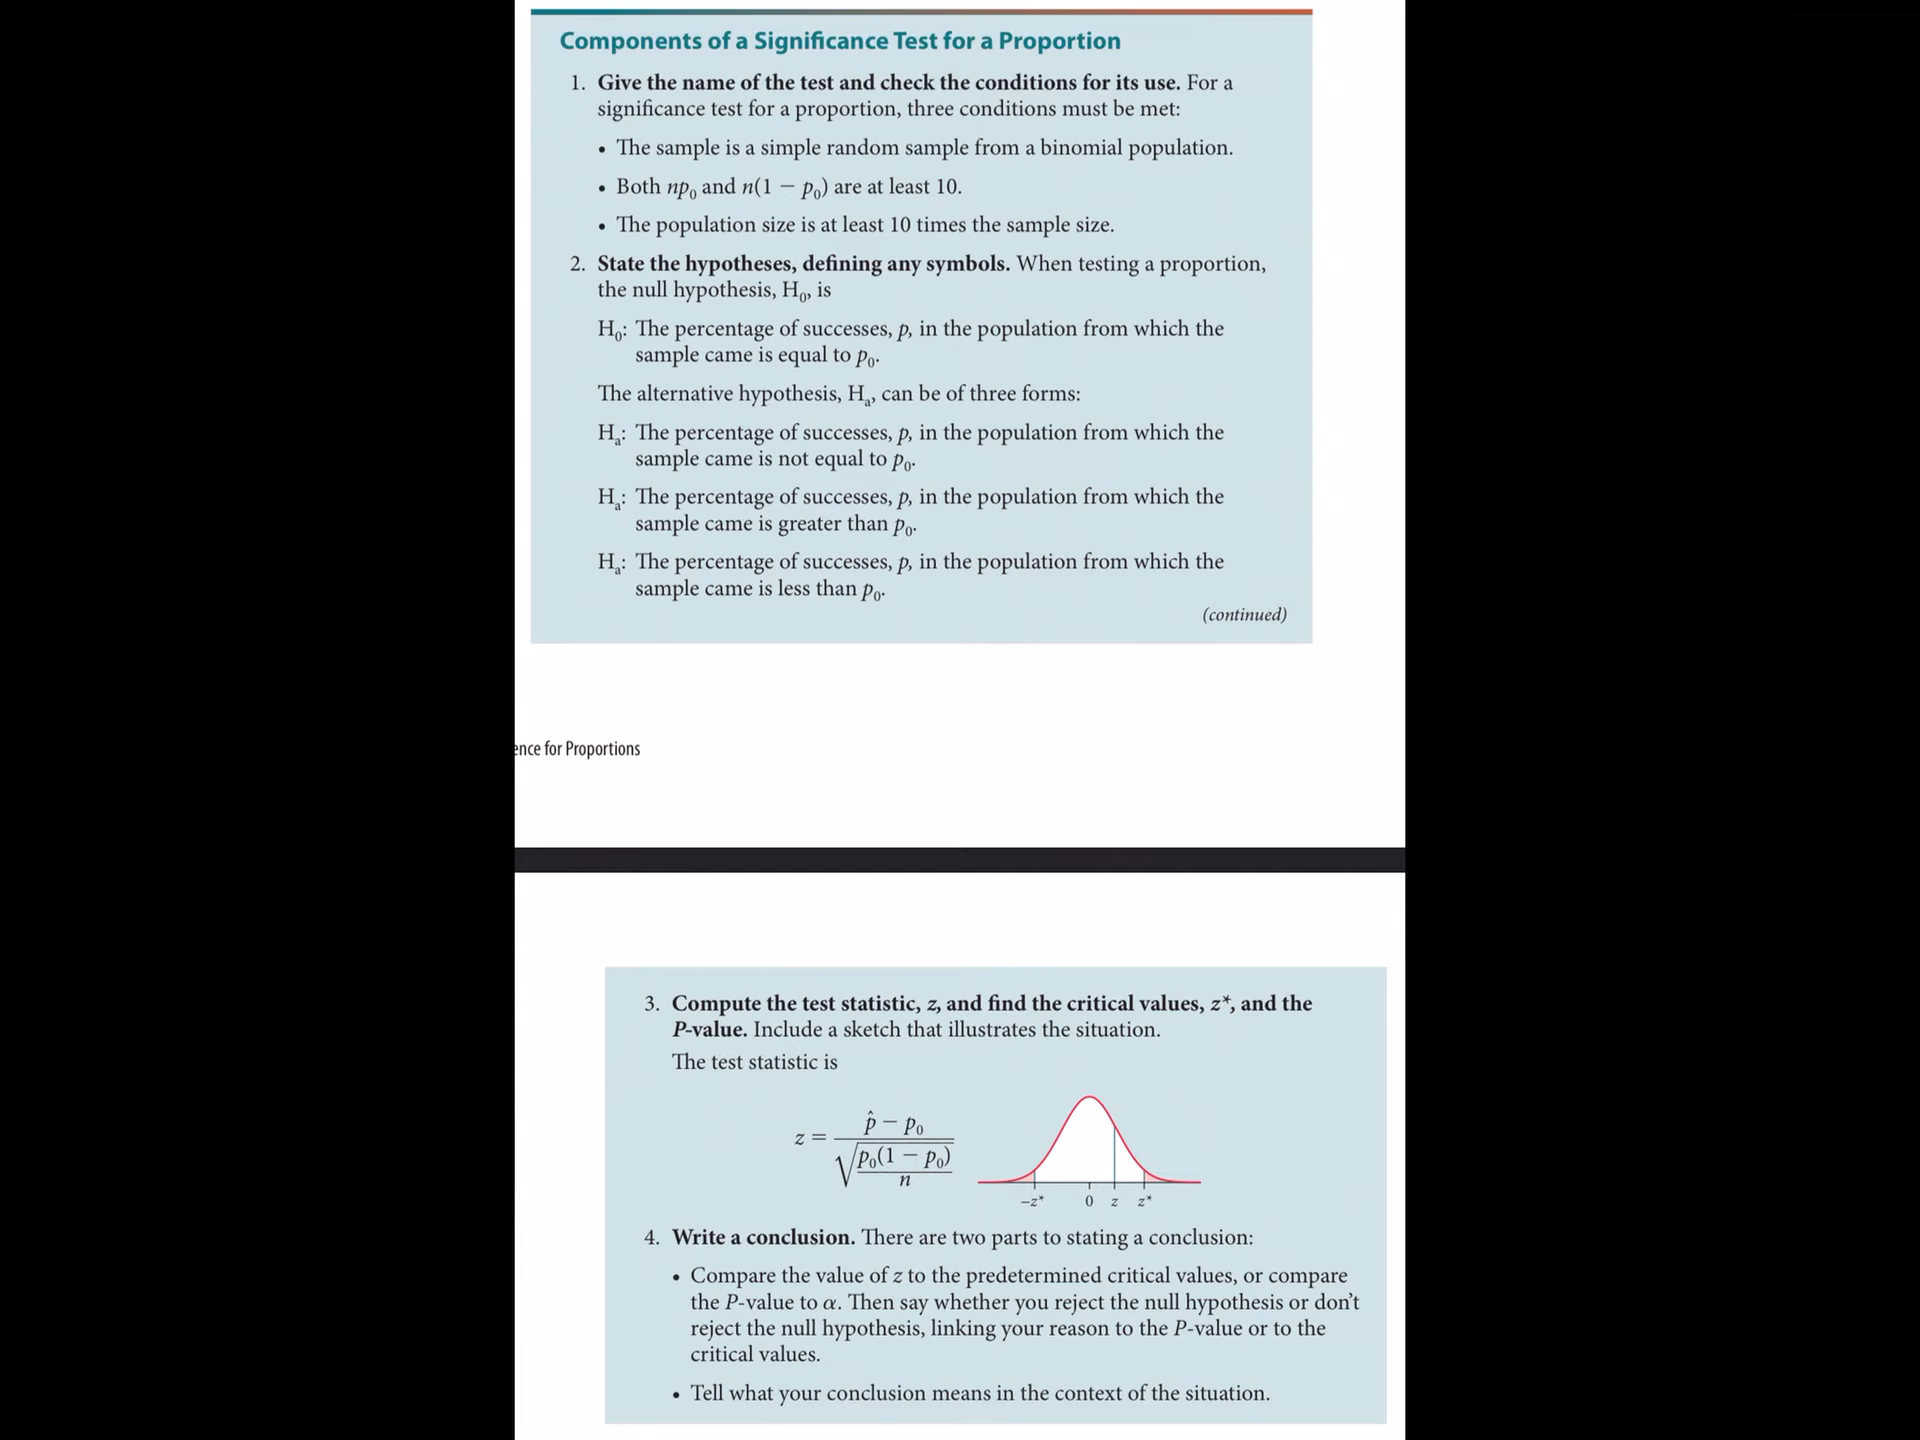 Components of a Significance Test for a Proportion
1. Give the name of the test and check the conditions for its use. For a
significance test for a proportion, three conditions must be met:
• The sample is a simple random sample from a binomial population.
• Both np₀ and n(1 − p₀) are at least 10.
• The population size is at least 10 times the sample size.
2. State the hypotheses, defining any symbols. When testing a proportion,
the null hypothesis, H₀, is
H₀: The percentage of successes, p, in the population from which the
sample came is equal to p₀.
The alternative hypothesis, Hₐ, can be of three forms:
Hₐ: The percentage of successes, p, in the population from which the
sample came is not equal to p₀.
Hₐ: The percentage of successes, p, in the population from which the
sample came is greater than p₀.
Hₐ: The percentage of successes, p, in the population from which the
sample came is less than p₀.
(continued)
ence for Proportions
3. Compute the test statistic, z, and find the critical values, z*, and the
P-value. Include a sketch that illustrates the situation.
The test statistic is
z = (p̂ − p₀) / √(p₀(1 − p₀) / n)
−z* 0 z z*
4. Write a conclusion. There are two parts to stating a conclusion:
• Compare the value of z to the predetermined critical values, or compare
the P-value to α. Then say whether you reject the null hypothesis or don’t
reject the null hypothesis, linking your reason to the P-value or to the
critical values.
• Tell what your conclusion means in the context of the situation.